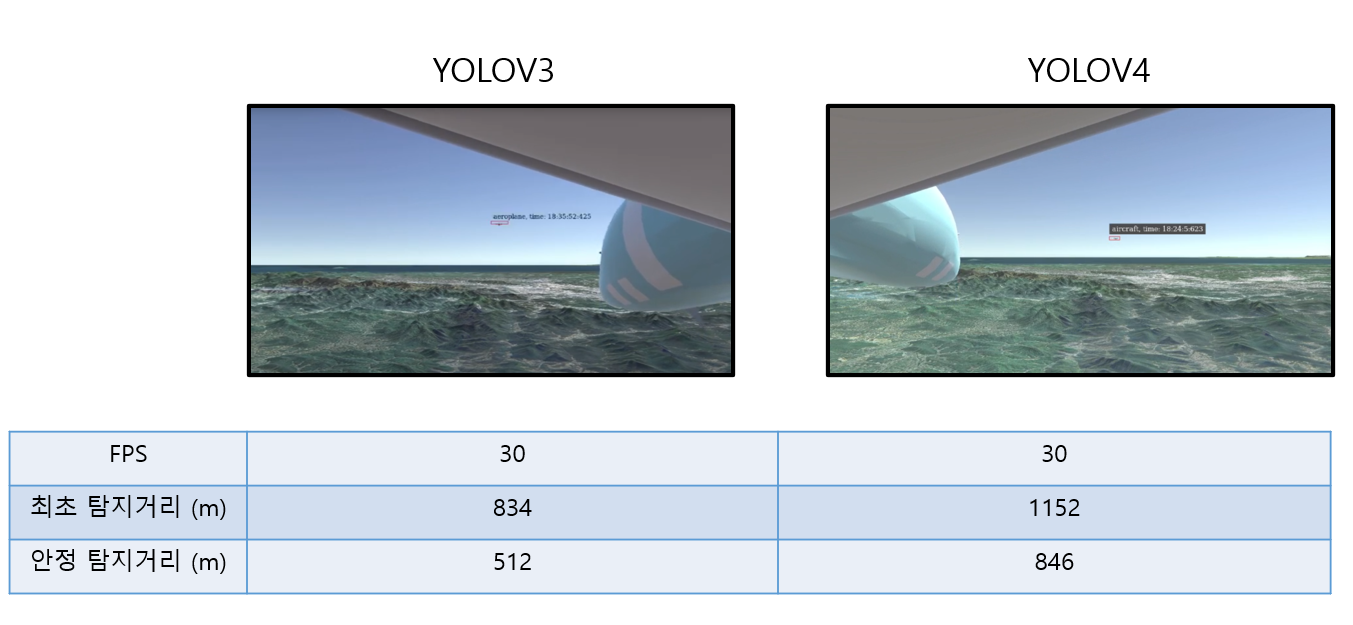 YOLOV3
YOLOV4
aeroplane, time: 18:35:52:425
aircraft, time: 18:24:5:623
FPS 30 30
최초 탐지거리 (m) 834 1152
안정 탐지거리 (m) 512 846